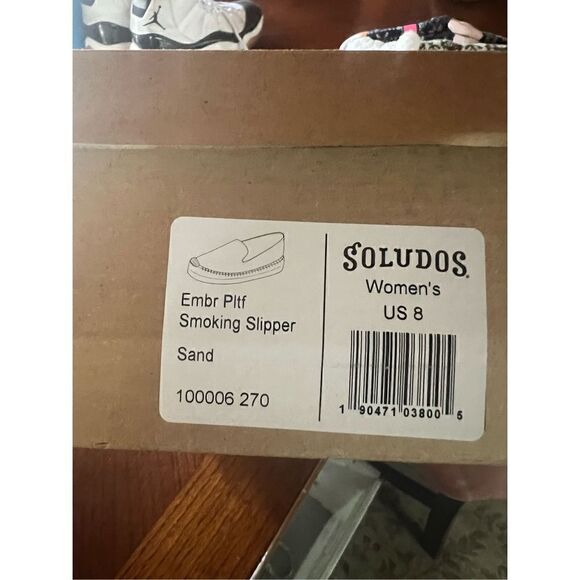 Embr Pltf
Smoking Slipper
Sand
100006 270
SOLUDOS
Women's
US 8
1 90471 03800 5